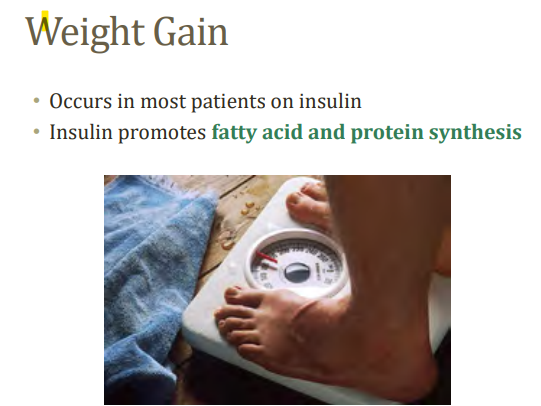 Weight Gain
• Occurs in most patients on insulin
• Insulin promotes fatty acid and protein synthesis